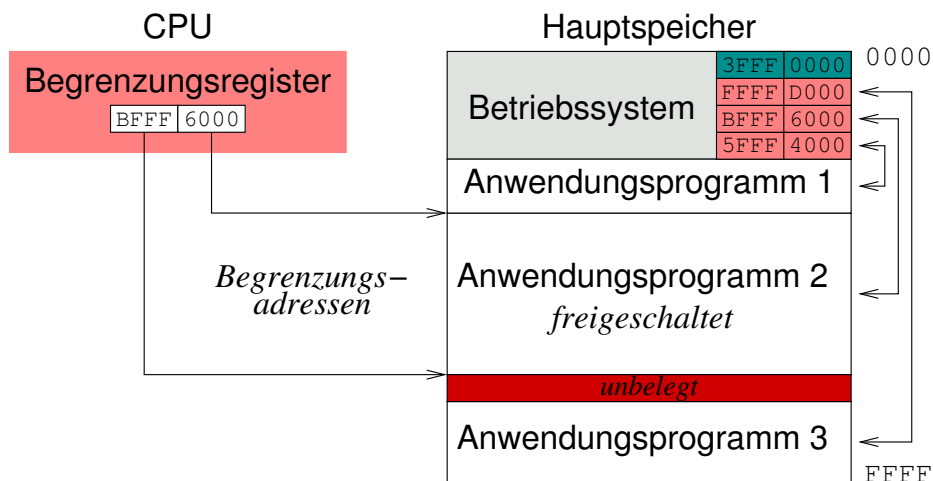 CPU
Hauptspeicher
Begrenzungsregister
BFFF 6000
Betriebssystem
3FFF 0000
FFFF D000
BFFF 6000
5FFF 4000
0000
Anwendungsprogramm 1
Begrenzungs-
adressen
Anwendungsprogramm 2
freigeschaltet
unbelegt
Anwendungsprogramm 3
FFFF